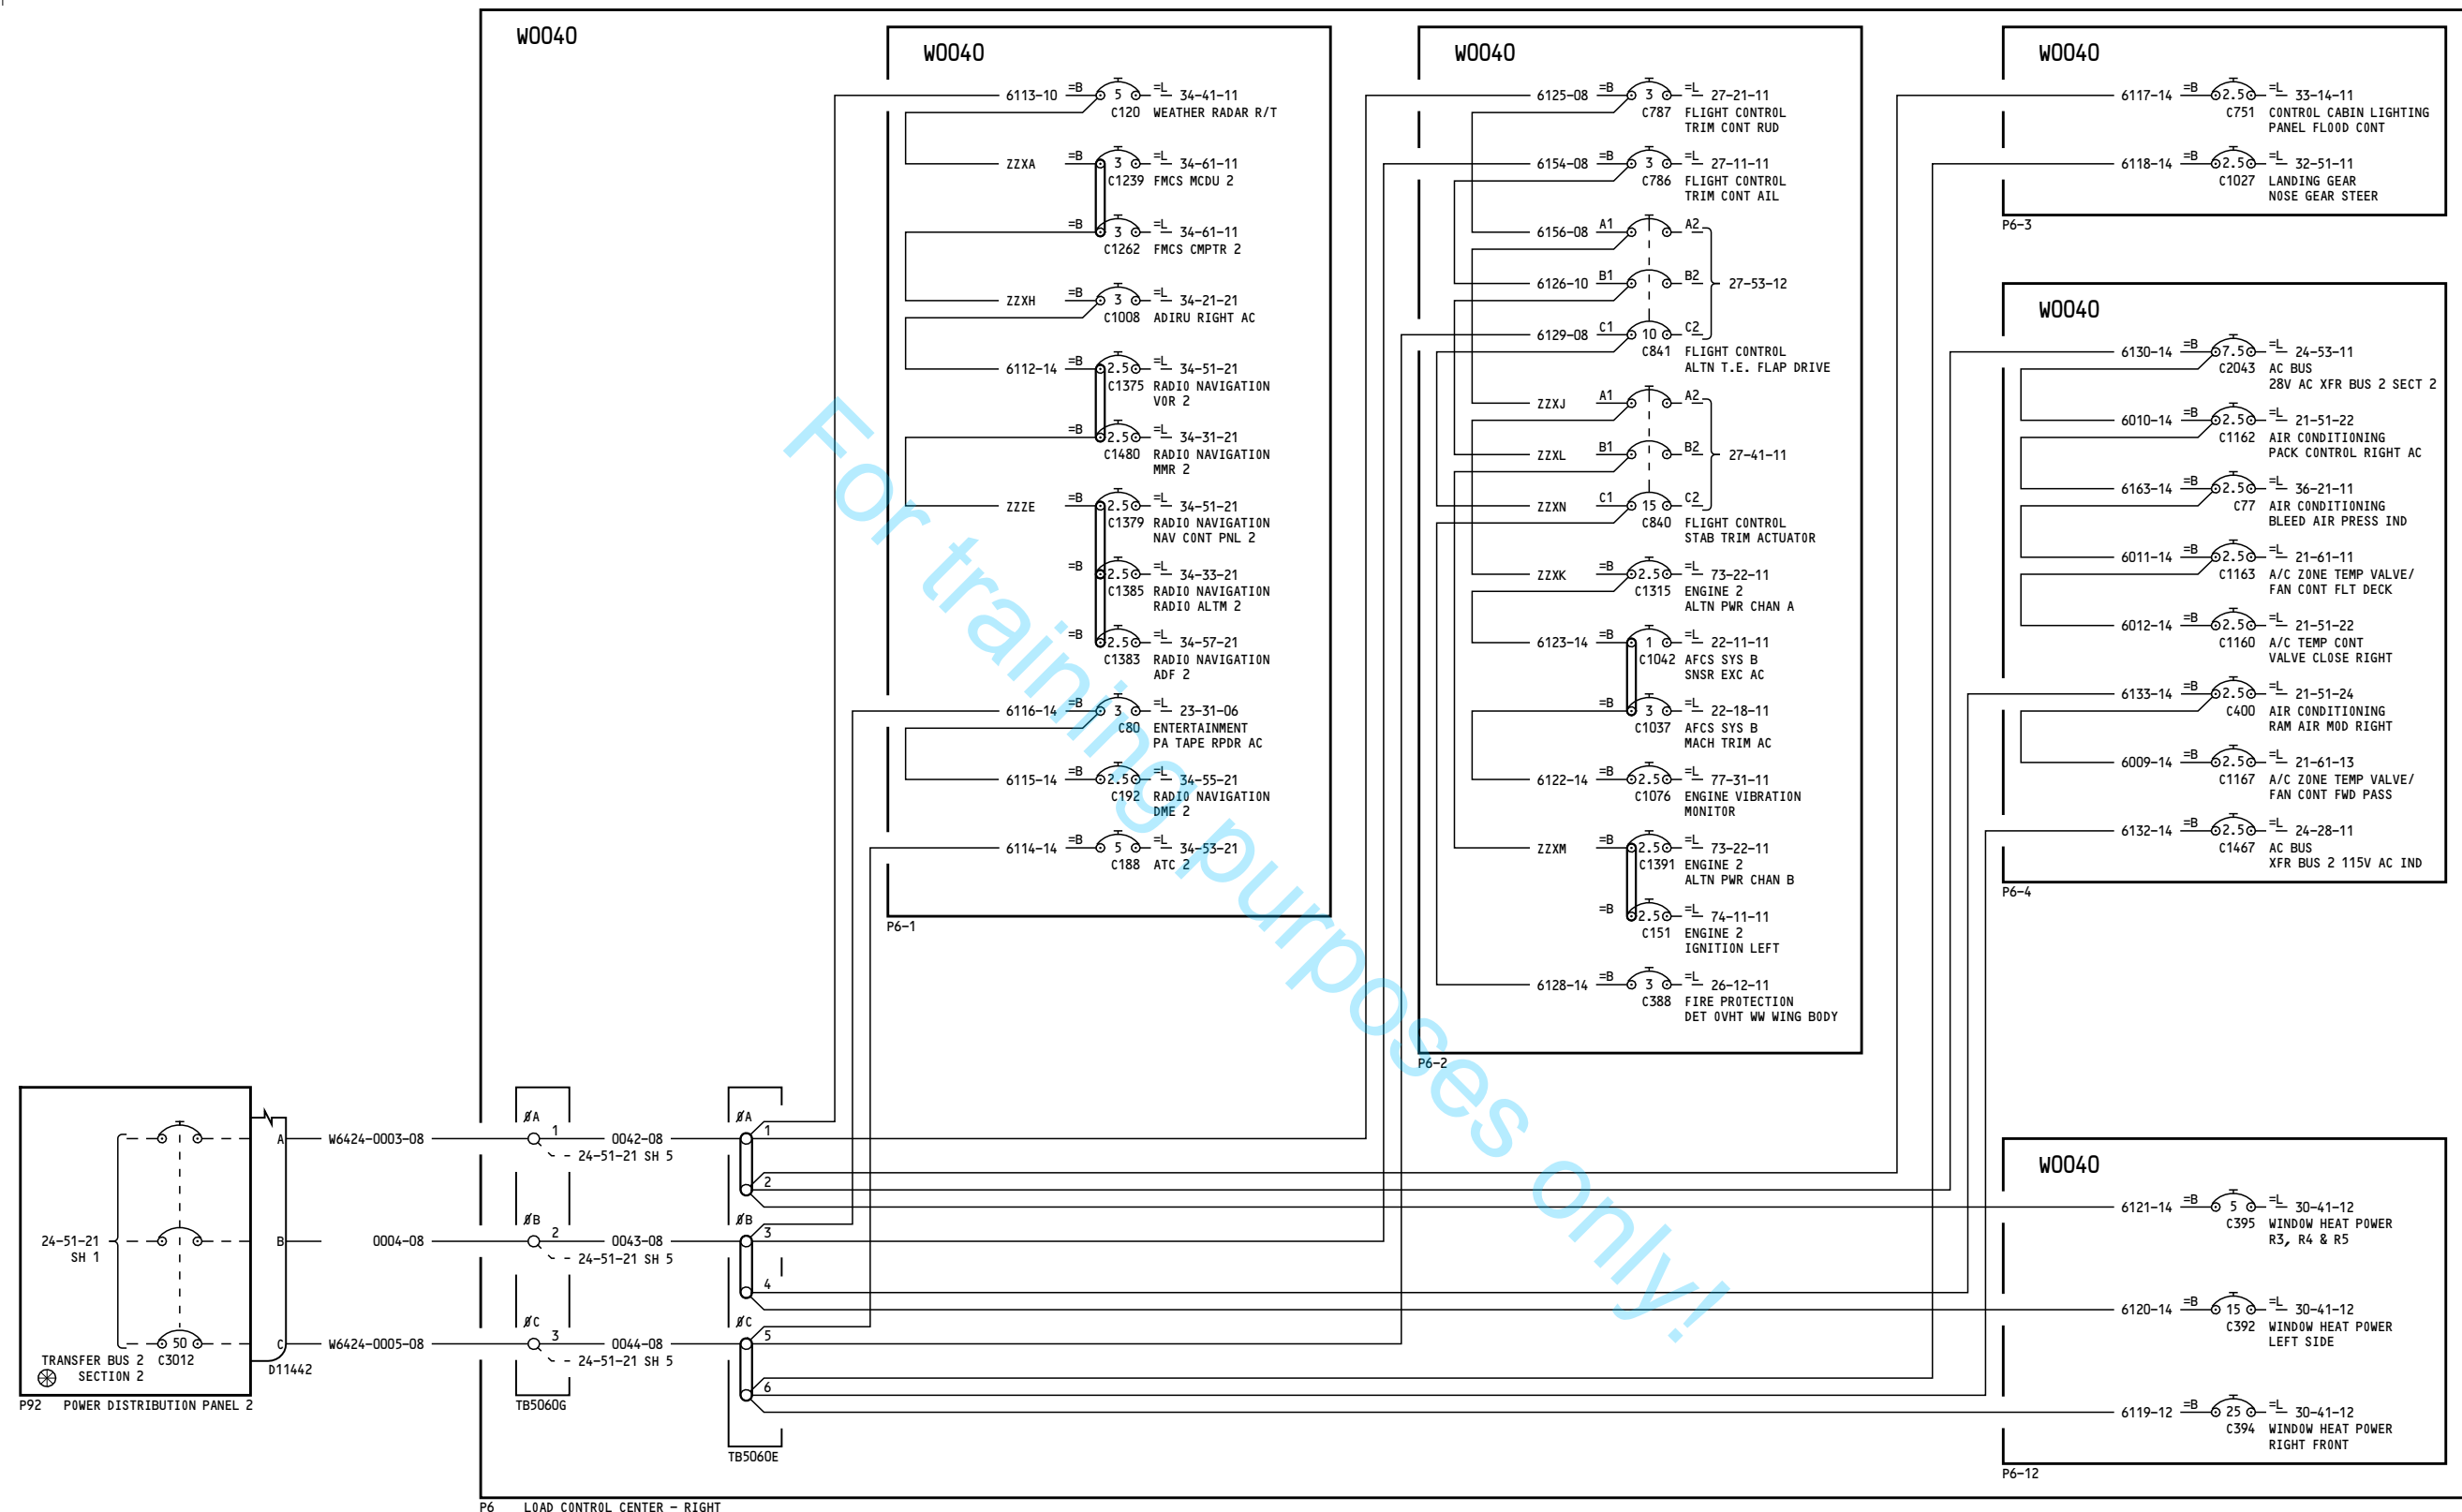 W0040
W0040
6113-10 =B 5 =L 34-41-11
C120 WEATHER RADAR R/T
ZZXA =B 3 =L 34-61-11
C1239 FMCS MCDU 2
=B 3 =L 34-61-11
C1262 FMCS CMPTR 2
ZZXH =B 3 =L 34-21-21
C1008 ADIRU RIGHT AC
6112-14 =B 2.5 =L 34-51-21
C1375 RADIO NAVIGATION
VOR 2
=B 2.5 =L 34-31-21
C1480 RADIO NAVIGATION
MMR 2
ZZZE =B 2.5 =L 34-51-21
C1379 RADIO NAVIGATION
NAV CONT PNL 2
=B 2.5 =L 34-33-21
C1385 RADIO NAVIGATION
RADIO ALTM 2
=B 2.5 =L 34-57-21
C1383 RADIO NAVIGATION
ADF 2
6116-14 =B 3 =L 23-31-06
C80 ENTERTAINMENT
PA TAPE RPDR AC
6115-14 =B 2.5 =L 34-55-21
C192 RADIO NAVIGATION
DME 2
6114-14 =B 5 =L 34-53-21
C188 ATC 2
P6-1
W0040
6125-08 =B 3 =L 27-21-11
C787 FLIGHT CONTROL
TRIM CONT RUD
6154-08 =B 3 =L 27-11-11
C786 FLIGHT CONTROL
TRIM CONT AIL
6156-08 A1 A2
6126-10 B1 B2 27-53-12
6129-08 C1 10 C2
C841 FLIGHT CONTROL
ALTN T.E. FLAP DRIVE
ZZXJ A1 A2
ZZXL B1 B2 27-41-11
ZZXN C1 15 C2
C840 FLIGHT CONTROL
STAB TRIM ACTUATOR
ZZXK =B 2.5 =L 73-22-11
C1315 ENGINE 2
ALTN PWR CHAN A
6123-14 =B 1 =L 22-11-11
C1042 AFCS SYS B
SNSR EXC AC
=B 3 =L 22-18-11
C1037 AFCS SYS B
MACH TRIM AC
6122-14 =B 2.5 =L 77-31-11
C1076 ENGINE VIBRATION
MONITOR
ZZXM =B 2.5 =L 73-22-11
C1391 ENGINE 2
ALTN PWR CHAN B
=B 2.5 =L 74-11-11
C151 ENGINE 2
IGNITION LEFT
6128-14 =B 3 =L 26-12-11
C388 FIRE PROTECTION
DET OVHT WW WING BODY
P6-2
W0040
6117-14 =B 2.5 =L 33-14-11
C751 CONTROL CABIN LIGHTING
PANEL FLOOD CONT
6118-14 =B 2.5 =L 32-51-11
C1027 LANDING GEAR
NOSE GEAR STEER
P6-3
W0040
6130-14 =B 7.5 =L 24-53-11
C2043 AC BUS
28V AC XFR BUS 2 SECT 2
6010-14 =B 2.5 =L 21-51-22
C1162 AIR CONDITIONING
PACK CONTROL RIGHT AC
6163-14 =B 2.5 =L 36-21-11
C77 AIR CONDITIONING
BLEED AIR PRESS IND
6011-14 =B 2.5 =L 21-61-11
C1163 A/C ZONE TEMP VALVE/
FAN CONT FLT DECK
6012-14 =B 2.5 =L 21-51-22
C1160 A/C TEMP CONT
VALVE CLOSE RIGHT
6133-14 =B 2.5 =L 21-51-24
C400 AIR CONDITIONING
RAM AIR MOD RIGHT
6009-14 =B 2.5 =L 21-61-13
C1167 A/C ZONE TEMP VALVE/
FAN CONT FWD PASS
6132-14 =B 2.5 =L 24-28-11
C1467 AC BUS
XFR BUS 2 115V AC IND
P6-4
W0040
6121-14 =B 5 =L 30-41-12
C395 WINDOW HEAT POWER
R3, R4 & R5
6120-14 =B 15 =L 30-41-12
C392 WINDOW HEAT POWER
LEFT SIDE
6119-12 =B 25 =L 30-41-12
C394 WINDOW HEAT POWER
RIGHT FRONT
P6-12
A W6424-0003-08 ØA 1 0042-08 ØA 1
24-51-21 SH 5
2
24-51-21
SH 1
B 0004-08 ØB 2 0043-08 ØB 3
24-51-21 SH 5
4
50 C W6424-0005-08 ØC 3 0044-08 ØC 5
24-51-21 SH 5
6
TRANSFER BUS 2 C3012
SECTION 2
D11442
P92 POWER DISTRIBUTION PANEL 2
TB5060G
TB5060E
P6 LOAD CONTROL CENTER - RIGHT
For training purposes only!